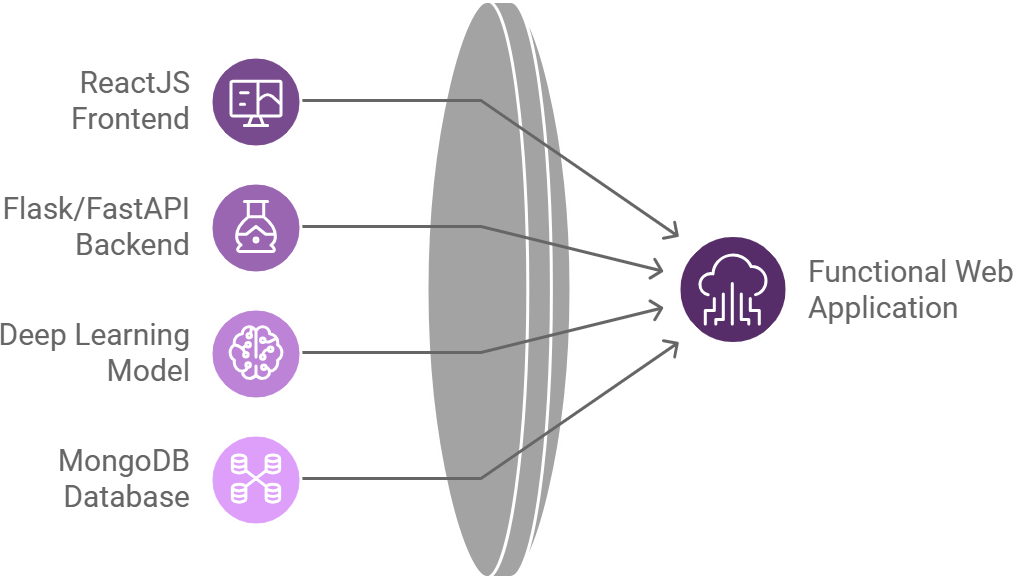 ReactJS
Frontend
Flask/FastAPI
Backend
Deep Learning
Model
MongoDB
Database
Functional Web
Application